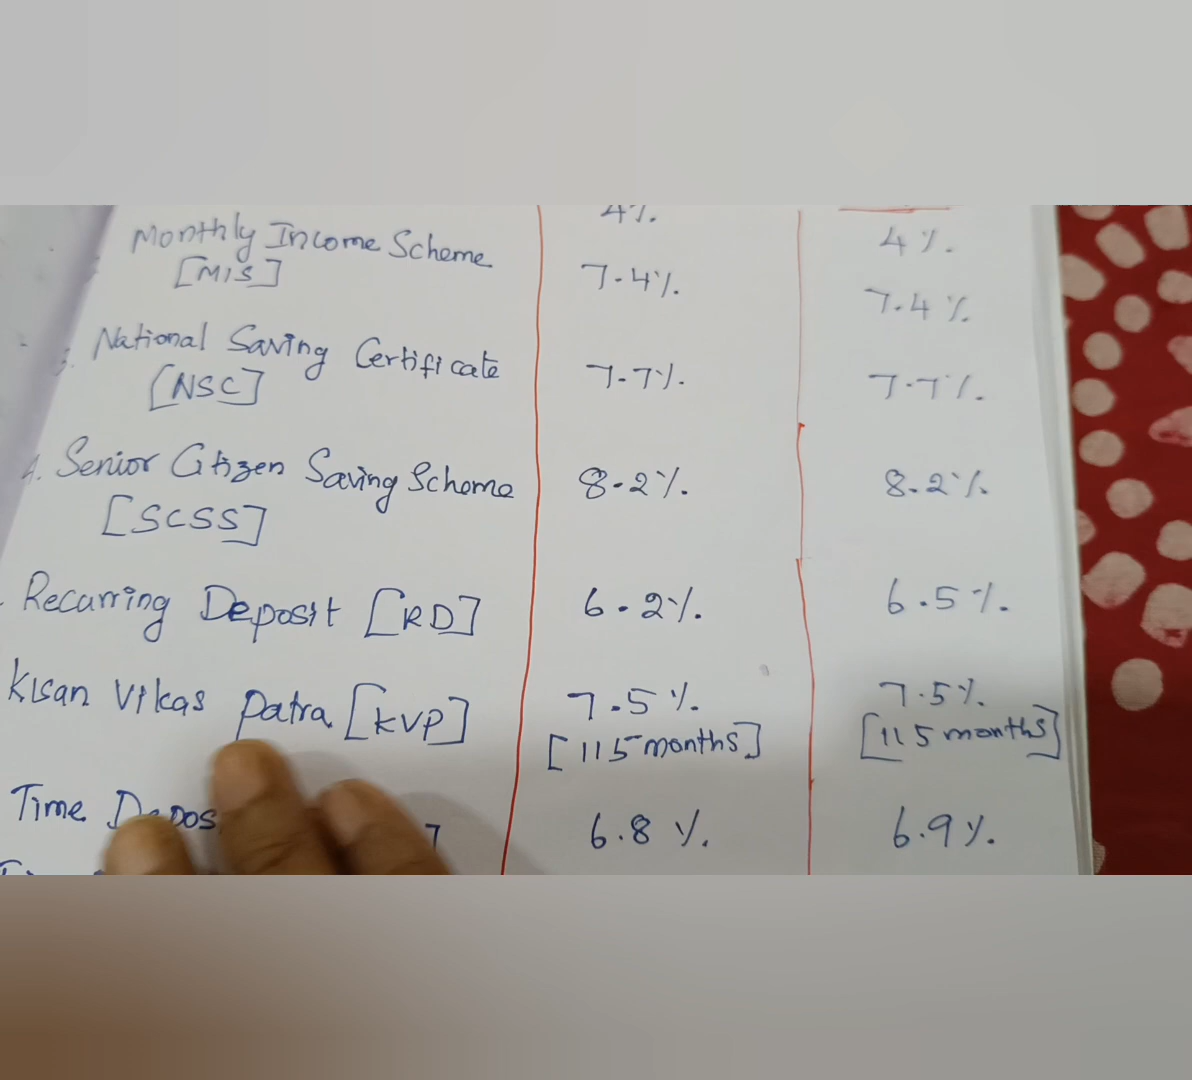 4%.
4%.
Monthly Income Scheme 7.4%. 7.4%.
[MIS]
National Saving Certificate 7.7%. 7.7%.
[NSC]
4. Senior Citizen Saving Scheme 8.2%. 8.2%.
[SCSS]
Recurring Deposit [RD] 6.2%. 6.5%.
Kisan Vikas Patra [KVP] 7.5%. 7.5%.
[115 months] [115 months]
Time 6.8%. 6.9%.